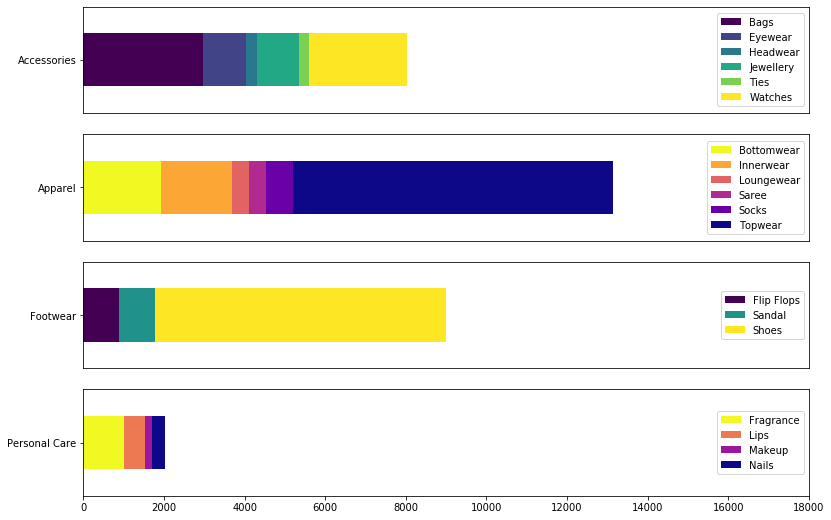 Accessories
Bags
Eyewear
Headwear
Jewellery
Ties
Watches
Apparel
Bottomwear
Innerwear
Loungewear
Saree
Socks
Topwear
Footwear
Flip Flops
Sandal
Shoes
Personal Care
Fragrance
Lips
Makeup
Nails
0 2000 4000 6000 8000 10000 12000 14000 16000 18000